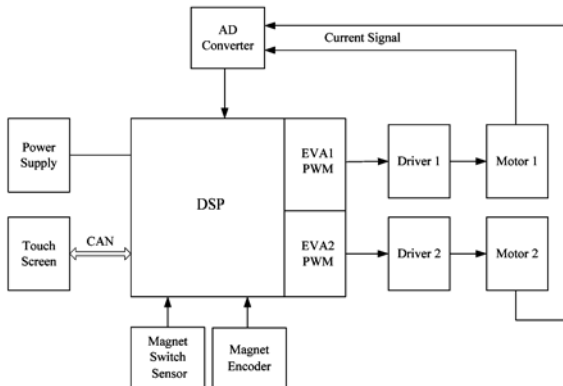 AD
Converter
Current Signal
Power
Supply
DSP
EVA1
PWM
Driver 1
Motor 1
Touch
Screen
CAN
EVA2
PWM
Driver 2
Motor 2
Magnet
Switch
Sensor
Magnet
Encoder